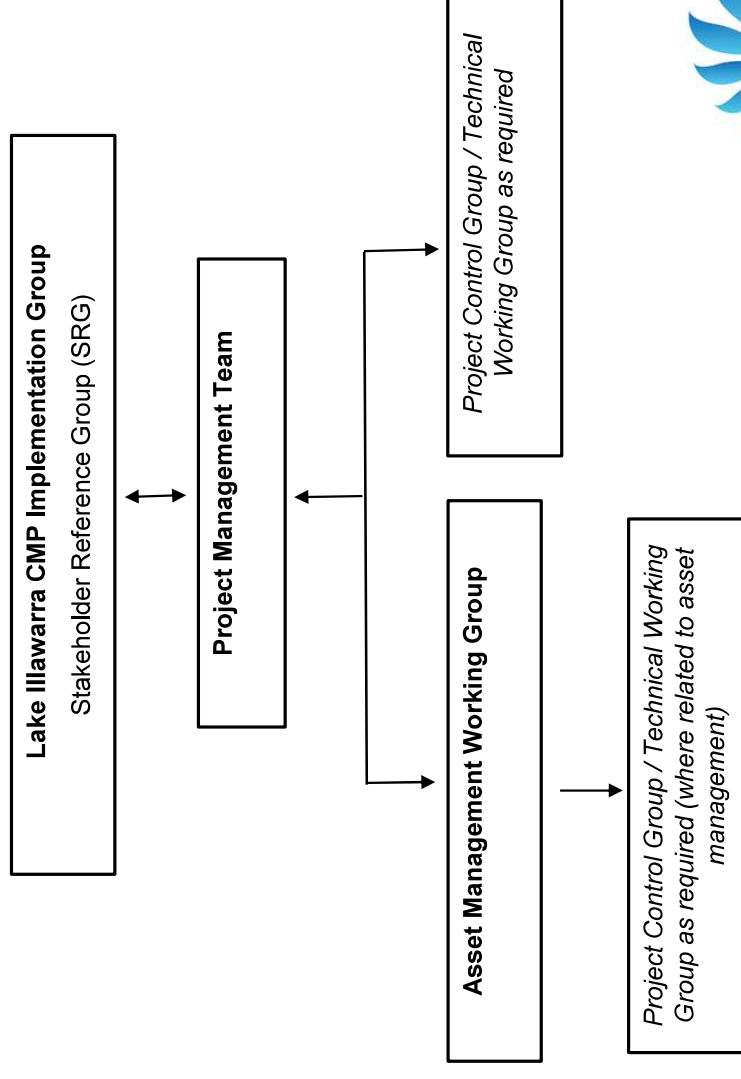 Lake Illawarra CMP Implementation Group
Stakeholder Reference Group (SRG)
Project Management Team
Asset Management Working Group
Project Control Group / Technical
Working Group as required
Project Control Group / Technical Working
Group as required (where related to asset
management)